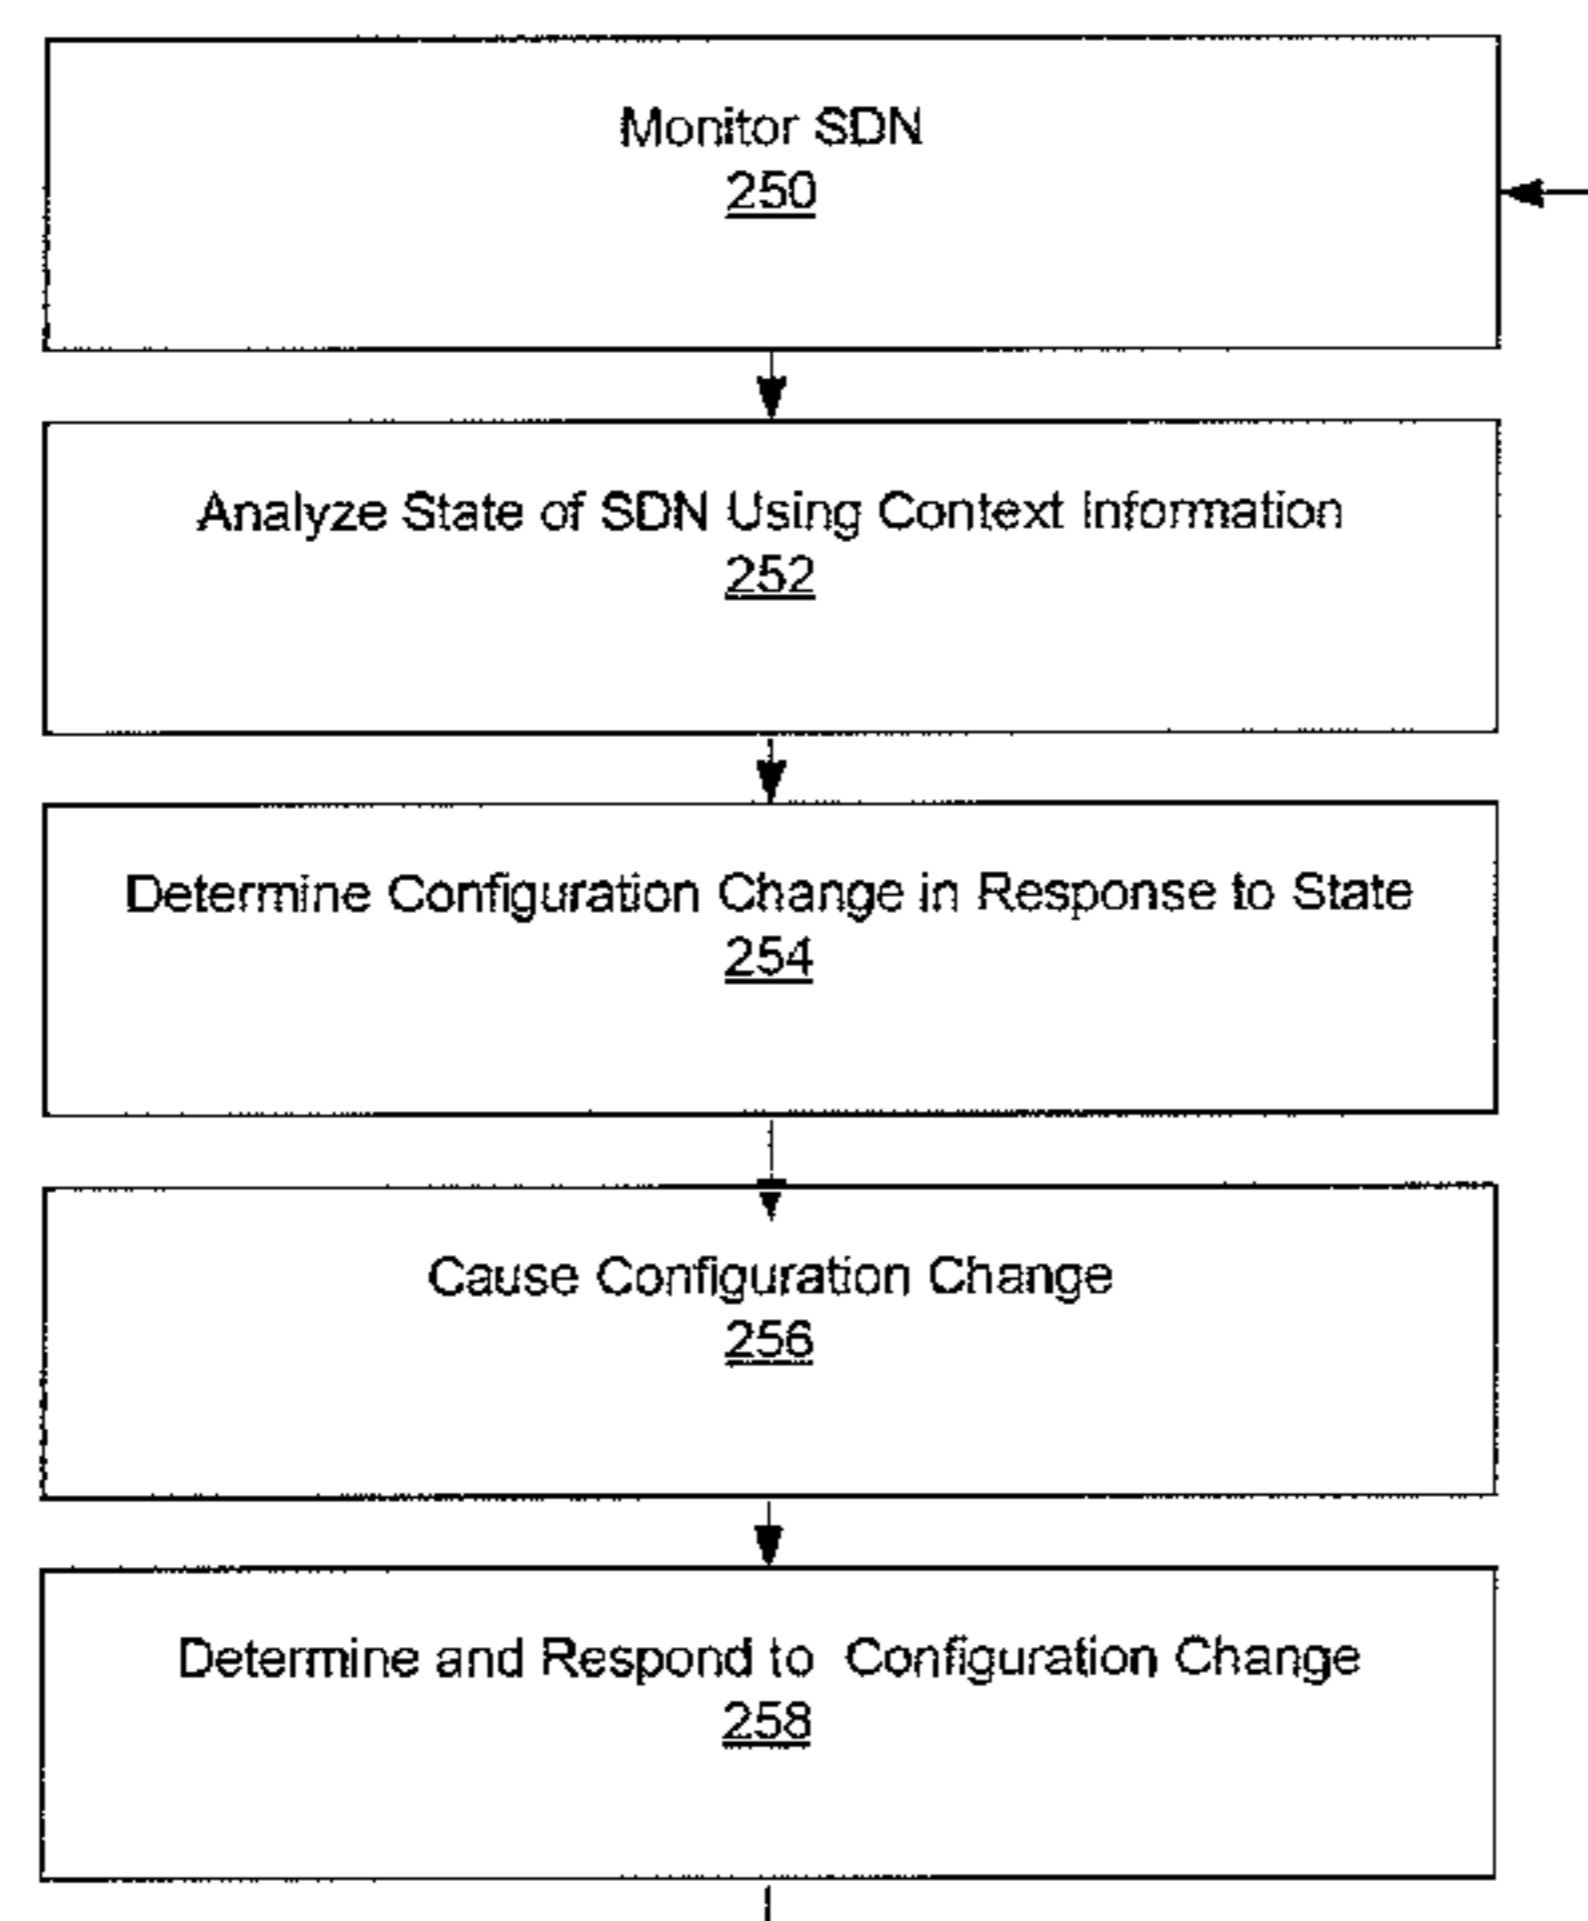 Monitor SDN
250
Analyze State of SDN Using Context Information
252
Determine Configuration Change in Response to State
254
Cause Configuration Change
256
Determine and Respond to Configuration Change
258